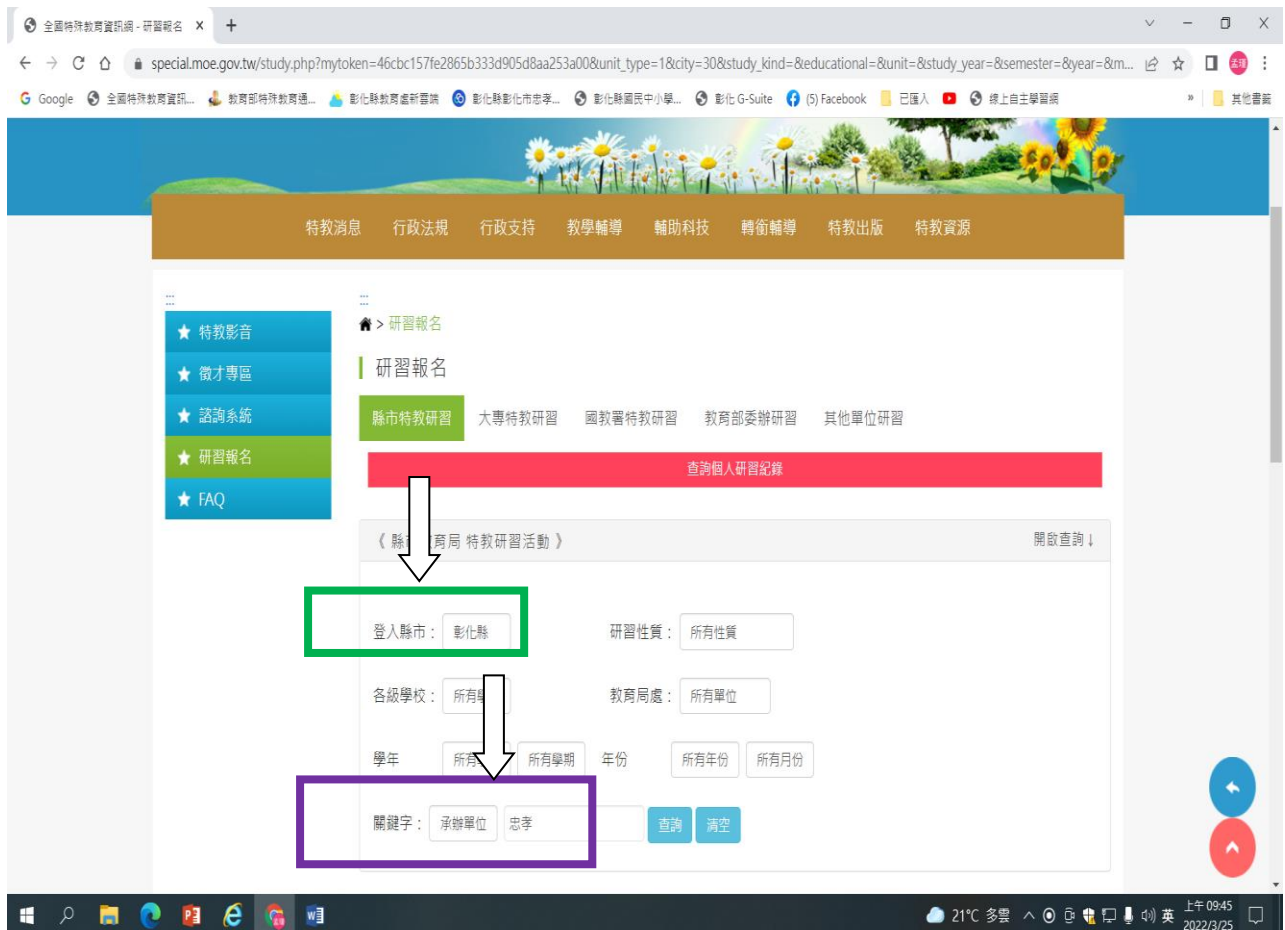 全國特殊教育資訊網 - 研習報名
special.moe.gov.tw/study.php?mytoken=46cbc157fe2865b333d905d8aa253a00&unit_type=1&city=30&study_kind=&educational=&unit=&study_year=&semester=&year=&m...
Google 全國特殊教育資訊... 教育部特殊教育通... 彰化縣教育處新雲端 彰化縣彰化市忠孝... 彰化縣國民中小學... 彰化 G-Suite (5) Facebook 已匯入 線上自主學習網 » 其他書籤
特教消息 行政法規 行政支持 教學輔導 輔助科技 轉銜輔導 特教出版 特教資源
特教影音
徵才專區
諮詢系統
研習報名
FAQ
> 研習報名
研習報名
縣市特教研習 大專特教研習 國教署特教研習 教育部委辦研習 其他單位研習
查詢個人研習紀錄
《 縣 育局 特教研習活動 》 開啟查詢↓
登入縣市： 彰化縣 研習性質： 所有性質
各級學校： 所有 教育局處： 所有單位
學年 所有 所有學期 年份 所有年份 所有月份
關鍵字： 承辦單位 忠孝 查詢 清空
21°C 多雲 英 上午 09:45
2022/3/25